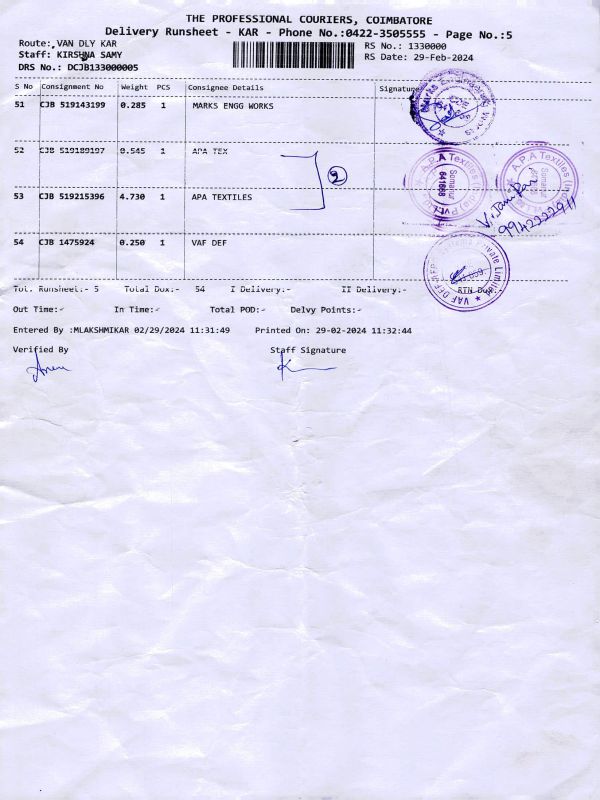 THE PROFESSIONAL COURIERS, COIMBATORE
Delivery Runsheet - KAR - Phone No.:0422-3505555 - Page No.:5
Route: VAN DLY KAR RS No.: 1330000
Staff: KIRSHNA SAMY RS Date: 29-Feb-2024
DRS No.: DCJB133000005
S No Consignment No Weight PCS Consignee Details Signature
51 CJB 519143199 0.285 1 MARKS ENGG WORKS
52 CJB 519189197 0.545 1 APA TEX
2
A.P.A Textiles (India) P Ltd
Somanur
641668
53 CJB 519215396 4.730 1 APA TEXTILES
9942222911
54 CJB 1475924 0.250 1 VAF DEF
Tot. Runsheet:- 5 Total Dox:- 54 I Delivery:- II Delivery:- RTN Dox:-
Out Time:- In Time:- Total POD:- Delvy Points:-
Entered By :MLAKSHMIKAR 02/29/2024 11:31:49 Printed On: 29-02-2024 11:32:44
Verified By Staff Signature